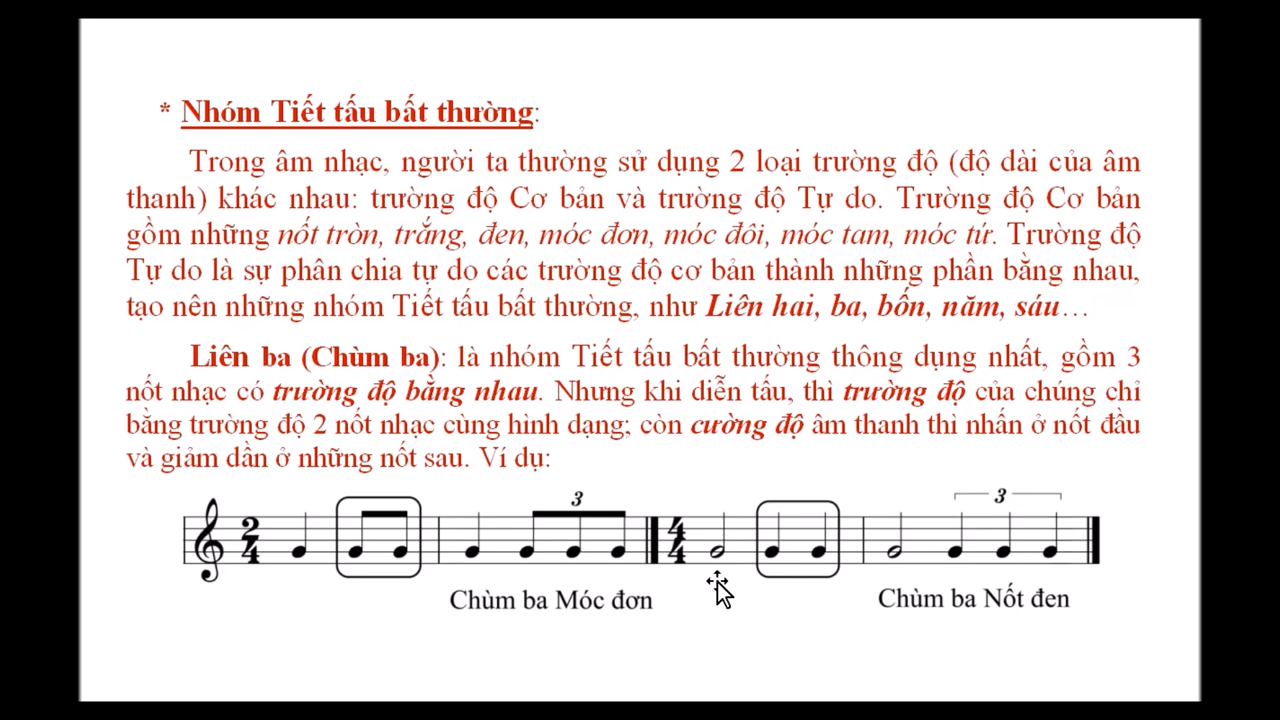 * Nhóm Tiết tấu bất thường:
Trong âm nhạc, người ta thường sử dụng 2 loại trường độ (độ dài của âm
thanh) khác nhau: trường độ Cơ bản và trường độ Tự do. Trường độ Cơ bản
gồm những nốt tròn, trắng, đen, móc đơn, móc đôi, móc tam, móc tứ. Trường độ
Tự do là sự phân chia tự do các trường độ cơ bản thành những phần bằng nhau,
tạo nên những nhóm Tiết tấu bất thường, như Liên hai, ba, bốn, năm, sáu…
Liên ba (Chùm ba): là nhóm Tiết tấu bất thường thông dụng nhất, gồm 3
nốt nhạc có trường độ bằng nhau. Nhưng khi diễn tấu, thì trường độ của chúng chỉ
bằng trường độ 2 nốt nhạc cùng hình dạng; còn cường độ âm thanh thì nhấn ở nốt đầu
và giảm dần ở những nốt sau. Ví dụ:
3 3
2 4 4 4
Chùm ba Móc đơn Chùm ba Nốt đen